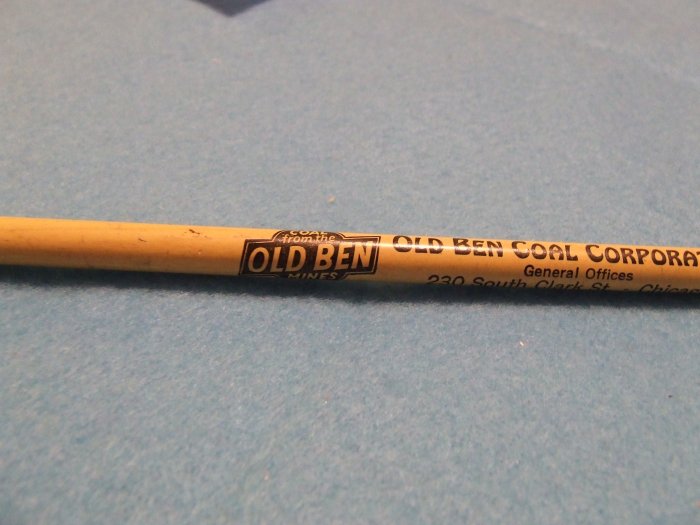 COAL
from the
OLD BEN
MINES
OLD BEN COAL CORPORAT
General Offices
230 South Clark St. - Chicag